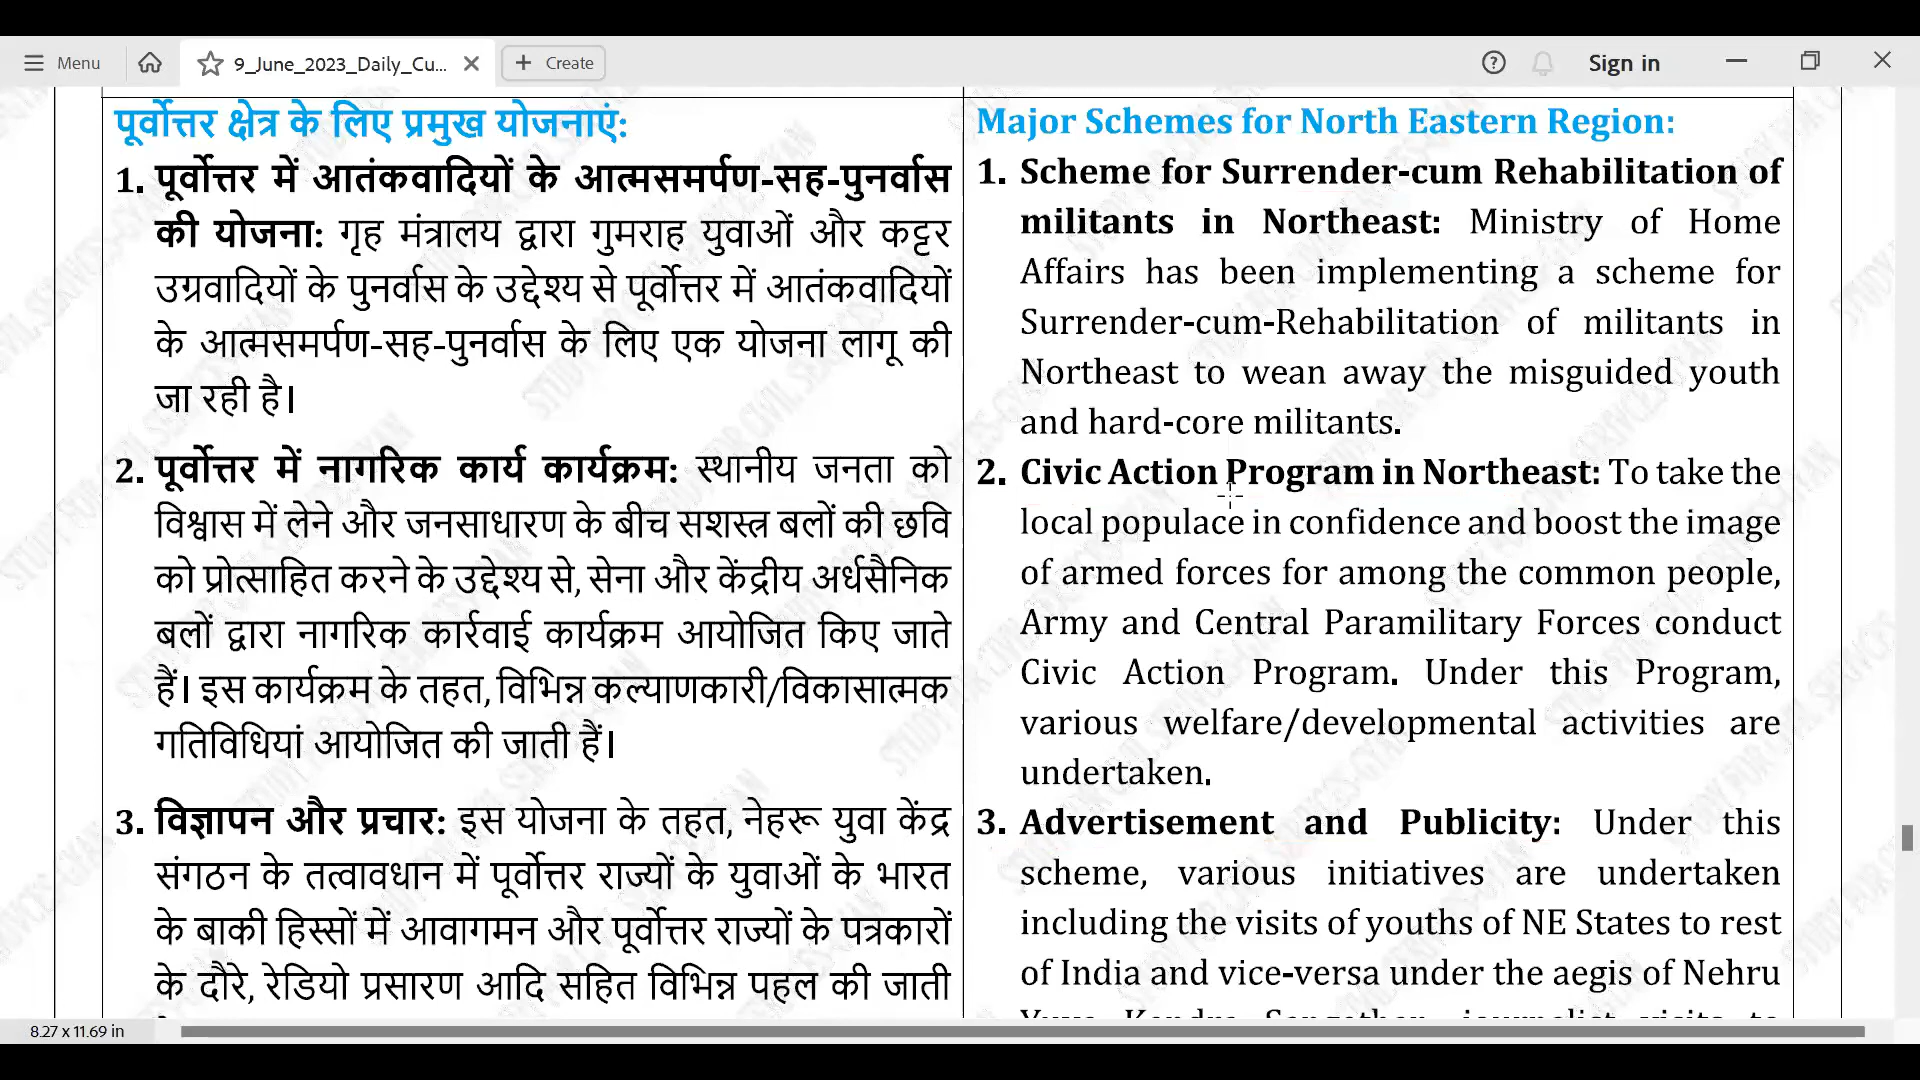 Menu
9_June_2023_Daily_Cu...
Create
Sign in
पूर्वोत्तर क्षेत्र के लिए प्रमुख योजनाएं:
1. पूर्वोत्तर में आतंकवादियों के आत्मसमर्पण-सह-पुनर्वास
की योजना: गृह मंत्रालय द्वारा गुमराह युवाओं और कट्टर
उग्रवादियों के पुनर्वास के उद्देश्य से पूर्वोत्तर में आतंकवादियों
के आत्मसमर्पण-सह-पुनर्वास के लिए एक योजना लागू की
जा रही है।
2. पूर्वोत्तर में नागरिक कार्य कार्यक्रम: स्थानीय जनता को
विश्वास में लेने और जनसाधारण के बीच सशस्त्र बलों की छवि
को प्रोत्साहित करने के उद्देश्य से, सेना और केंद्रीय अर्धसैनिक
बलों द्वारा नागरिक कार्रवाई कार्यक्रम आयोजित किए जाते
हैं। इस कार्यक्रम के तहत, विभिन्न कल्याणकारी/विकासात्मक
गतिविधियां आयोजित की जाती हैं।
3. विज्ञापन और प्रचार: इस योजना के तहत, नेहरू युवा केंद्र
संगठन के तत्वावधान में पूर्वोत्तर राज्यों के युवाओं के भारत
के बाकी हिस्सों में आवागमन और पूर्वोत्तर राज्यों के पत्रकारों
के दौरे, रेडियो प्रसारण आदि सहित विभिन्न पहल की जाती
Major Schemes for North Eastern Region:
1. Scheme for Surrender-cum Rehabilitation of
militants in Northeast: Ministry of Home
Affairs has been implementing a scheme for
Surrender-cum-Rehabilitation of militants in
Northeast to wean away the misguided youth
and hard-core militants.
2. Civic Action Program in Northeast: To take the
local populace in confidence and boost the image
of armed forces for among the common people,
Army and Central Paramilitary Forces conduct
Civic Action Program. Under this Program,
various welfare/developmental activities are
undertaken.
3. Advertisement and Publicity: Under this
scheme, various initiatives are undertaken
including the visits of youths of NE States to rest
of India and vice-versa under the aegis of Nehru
8.27 x 11.69 in